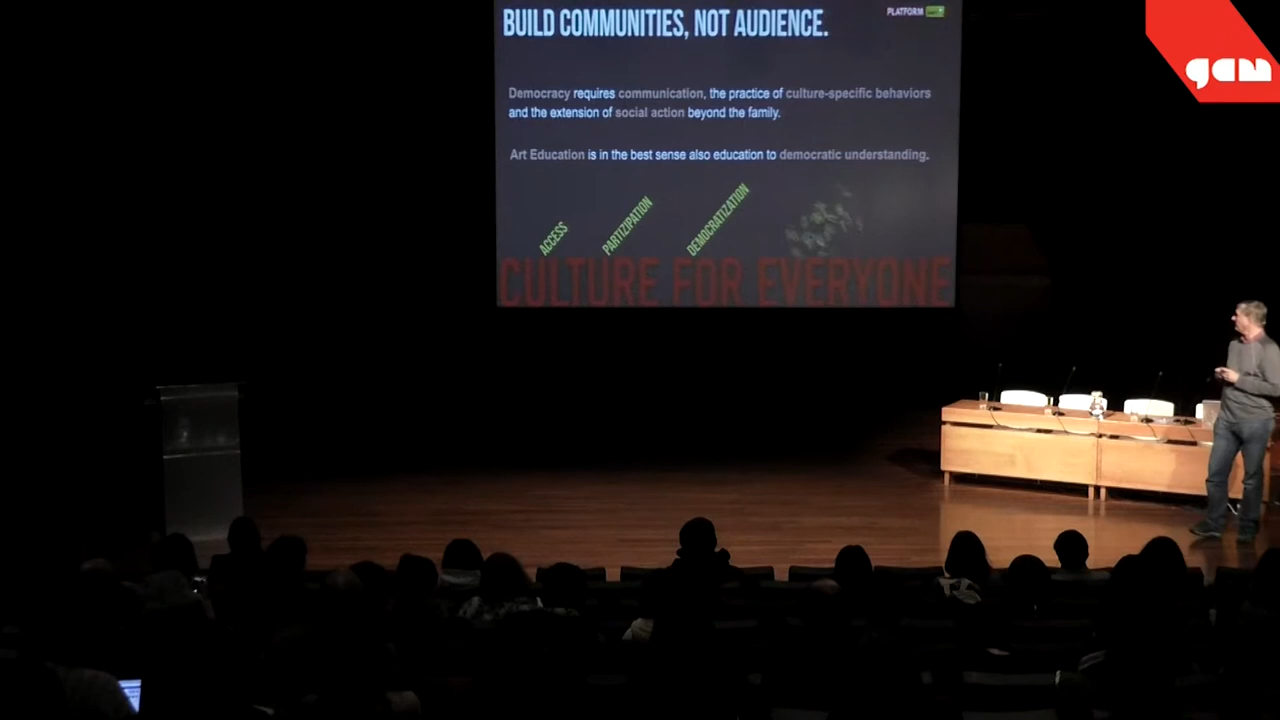 BUILD COMMUNITIES, NOT AUDIENCE.
PLATFORM
gam
Democracy requires communication, the practice of culture-specific behaviors
and the extension of social action beyond the family.
Art Education is in the best sense also education to democratic understanding.
ACCESS
PARTIZIPATION
DEMOCRATIZATION
CULTURE FOR EVERYONE